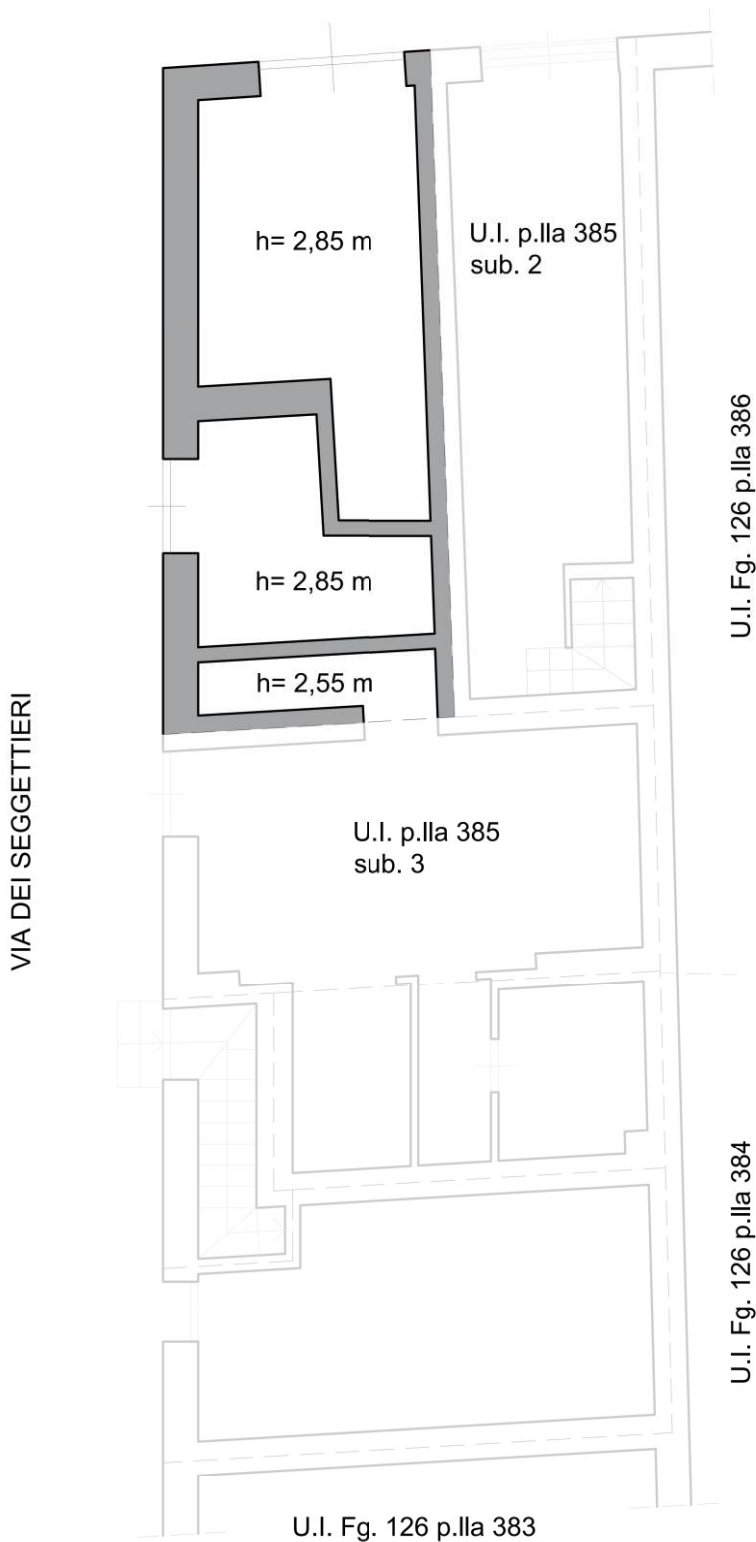 h= 2,85 m
U.I. p.lla 385
sub. 2
U.I. Fg. 126 p.lla 386
h= 2,85 m
h= 2,55 m
VIA DEI SEGGETTIERI
U.I. p.lla 385
sub. 3
U.I. Fg. 126 p.lla 384
U.I. Fg. 126 p.lla 383